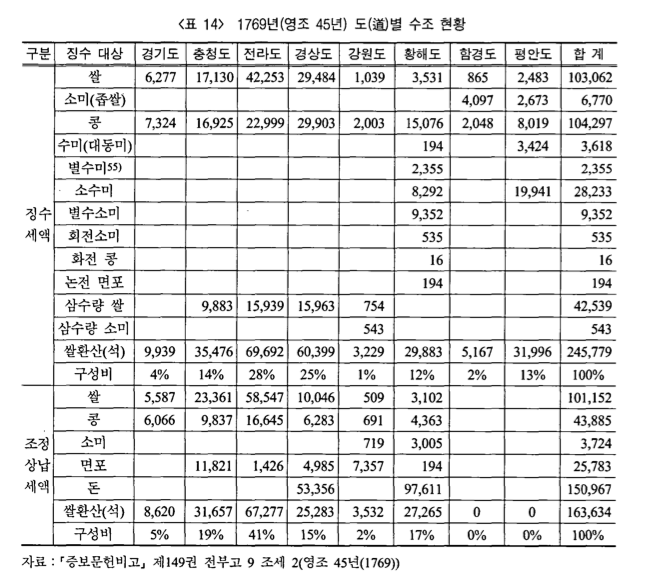 <표 14> 1769년(영조 45년) 도(道)별 수조 현황
구분 징수 대상 경기도 충청도 전라도 경상도 강원도 황해도 함경도 평안도 합 계
징수 세액
쌀 6,277 17,130 42,253 29,484 1,039 3,531 865 2,483 103,062
소미(좁쌀) 4,097 2,673 6,770
콩 7,324 16,925 22,999 29,903 2,003 15,076 2,048 8,019 104,297
수미(대동미) 194 3,424 3,618
별수미55) 2,355 2,355
소수미 8,292 19,941 28,233
별수소미 9,352 9,352
회전소미 535 535
화전 콩 16 16
논전 면포 194 194
삼수량 쌀 9,883 15,939 15,963 754 42,539
삼수량 소미 543 543
쌀환산(석) 9,939 35,476 69,692 60,399 3,229 29,883 5,167 31,996 245,779
구성비 4% 14% 28% 25% 1% 12% 2% 13% 100%
조정 상납 세액
쌀 5,587 23,361 58,547 10,046 509 3,102 101,152
콩 6,066 9,837 16,645 6,283 691 4,363 43,885
소미 719 3,005 3,724
면포 11,821 1,426 4,985 7,357 194 25,783
돈 53,356 97,611 150,967
쌀환산(석) 8,620 31,657 67,277 25,283 3,532 27,265 0 0 163,634
구성비 5% 19% 41% 15% 2% 17% 0% 0% 100%
자료 : 「증보문헌비고」 제149권 전부고 9 조세 2(영조 45년(1769))